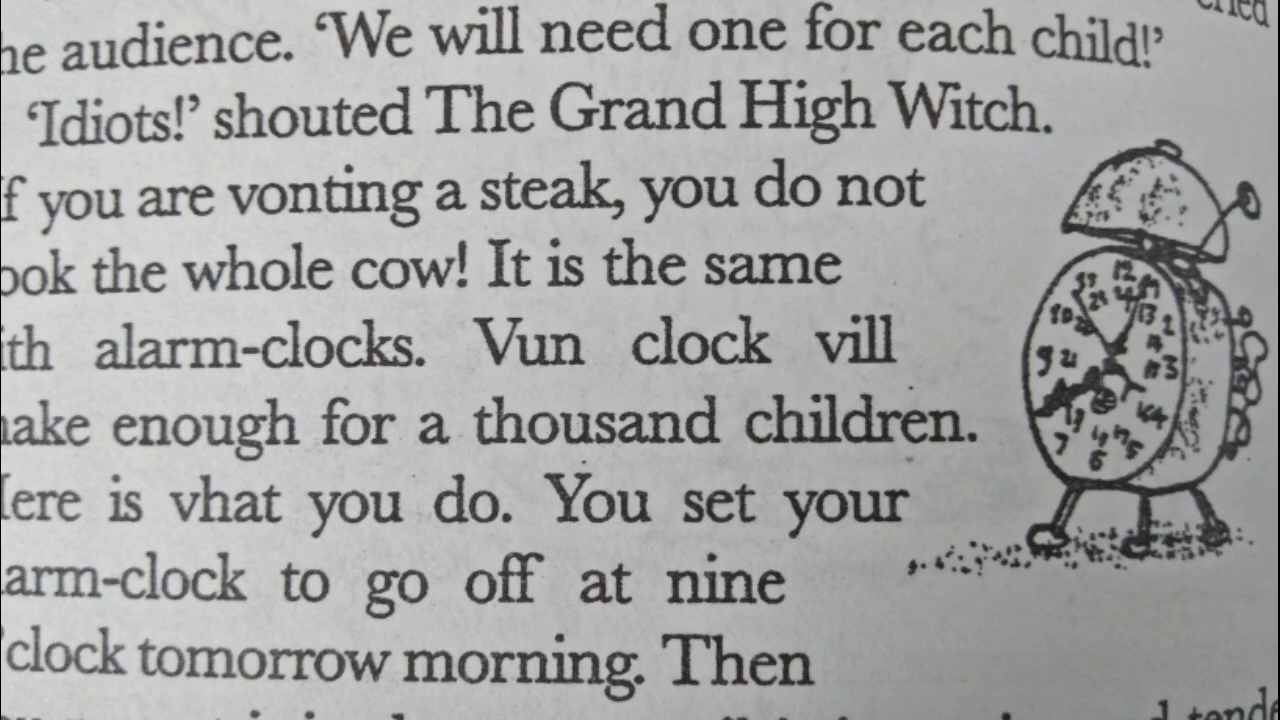 he audience. ‘We will need one for each child!’
‘Idiots!’ shouted The Grand High Witch.
f you are vonting a steak, you do not
ook the whole cow! It is the same
ith alarm-clocks. Vun clock vill
ake enough for a thousand children.
ere is vhat you do. You set your
arm-clock to go off at nine
’clock tomorrow morning. Then